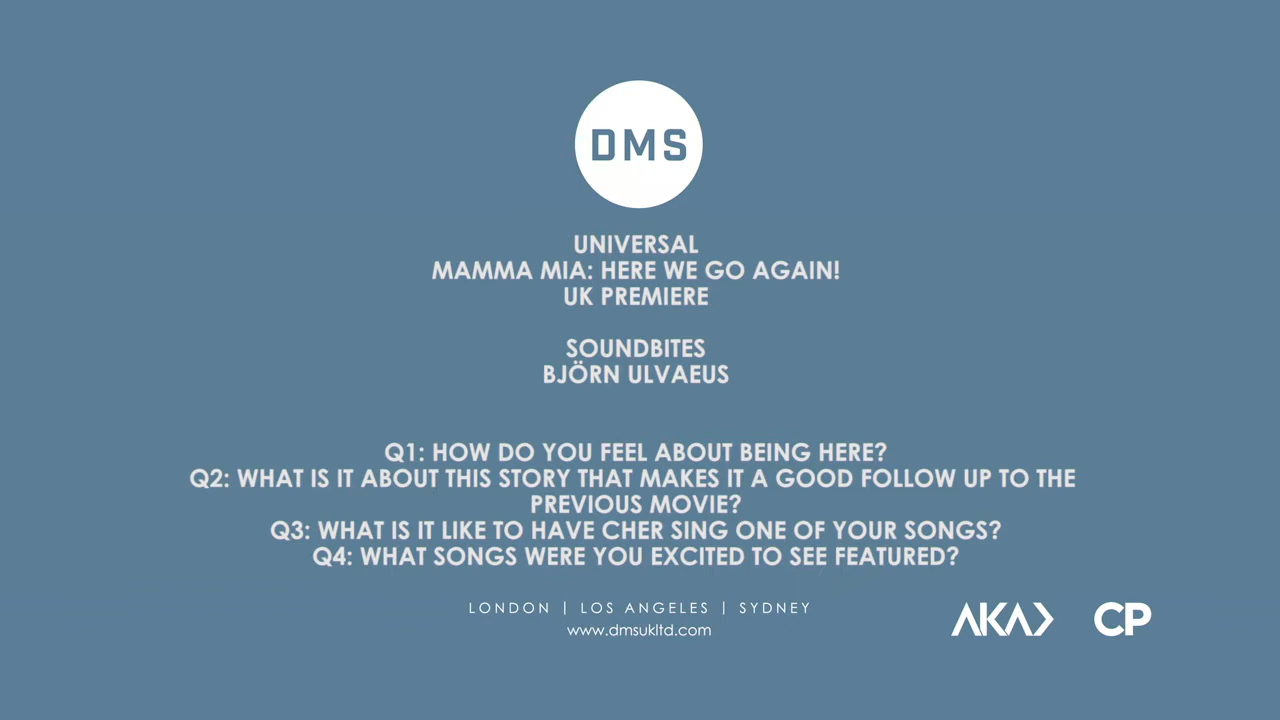 DMS
UNIVERSAL
MAMMA MIA: HERE WE GO AGAIN!
UK PREMIERE
SOUNDBITES
BJÖRN ULVAEUS
Q1: HOW DO YOU FEEL ABOUT BEING HERE?
Q2: WHAT IS IT ABOUT THIS STORY THAT MAKES IT A GOOD FOLLOW UP TO THE
PREVIOUS MOVIE?
Q3: WHAT IS IT LIKE TO HAVE CHER SING ONE OF YOUR SONGS?
Q4: WHAT SONGS WERE YOU EXCITED TO SEE FEATURED?
LONDON | LOS ANGELES | SYDNEY
www.dmsukltd.com
AKA CP